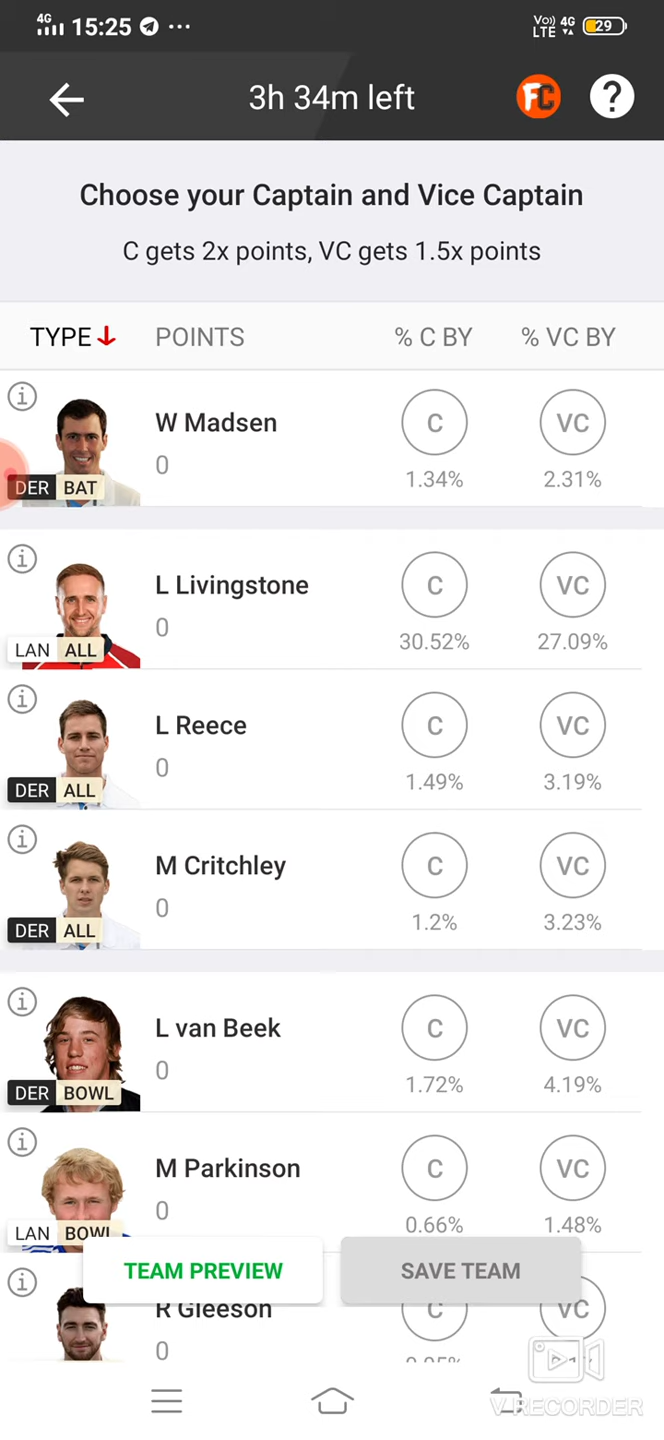 4G 15:25 ... Vo) LTE 4G 29
3h 34m left FC ?
Choose your Captain and Vice Captain
C gets 2x points, VC gets 1.5x points
TYPE POINTS % C BY % VC BY
W Madsen C VC
0 1.34% 2.31%
DER BAT
L Livingstone C VC
0 30.52% 27.09%
LAN ALL
L Reece C VC
0 1.49% 3.19%
DER ALL
M Critchley C VC
0 1.2% 3.23%
DER ALL
L van Beek C VC
0 1.72% 4.19%
DER BOWL
M Parkinson C VC
0 0.66% 1.48%
LAN BOWL
TEAM PREVIEW SAVE TEAM
R Gleeson C VC
0
V RECORDER